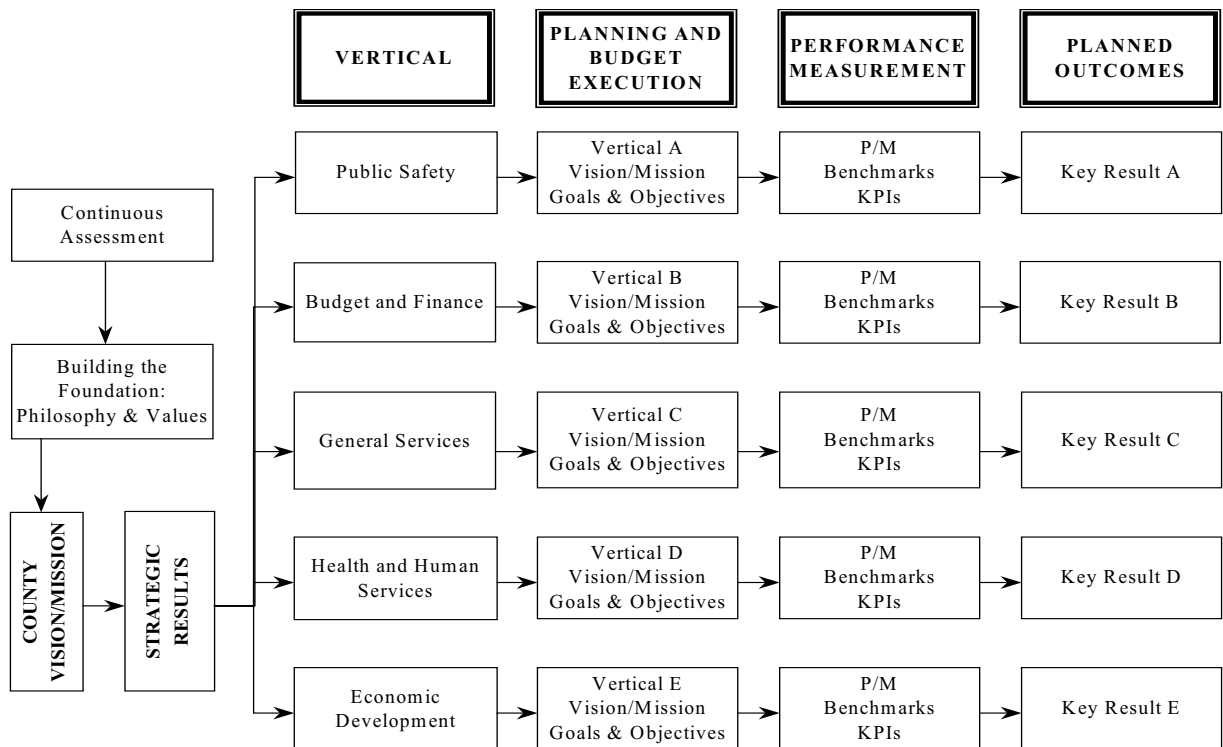 VERTICAL
PLANNING AND
BUDGET
EXECUTION
PERFORMANCE
MEASUREMENT
PLANNED
OUTCOMES
Continuous
Assessment
Building the
Foundation:
Philosophy & Values
COUNTY
VISION/MISSION
STRATEGIC
RESULTS
Public Safety
Vertical A
Vision/Mission
Goals & Objectives
P/M
Benchmarks
KPIs
Key Result A
Budget and Finance
Vertical B
Vision/Mission
Goals & Objectives
P/M
Benchmarks
KPIs
Key Result B
General Services
Vertical C
Vision/Mission
Goals & Objectives
P/M
Benchmarks
KPIs
Key Result C
Health and Human
Services
Vertical D
Vision/Mission
Goals & Objectives
P/M
Benchmarks
KPIs
Key Result D
Economic
Development
Vertical E
Vision/Mission
Goals & Objectives
P/M
Benchmarks
KPIs
Key Result E